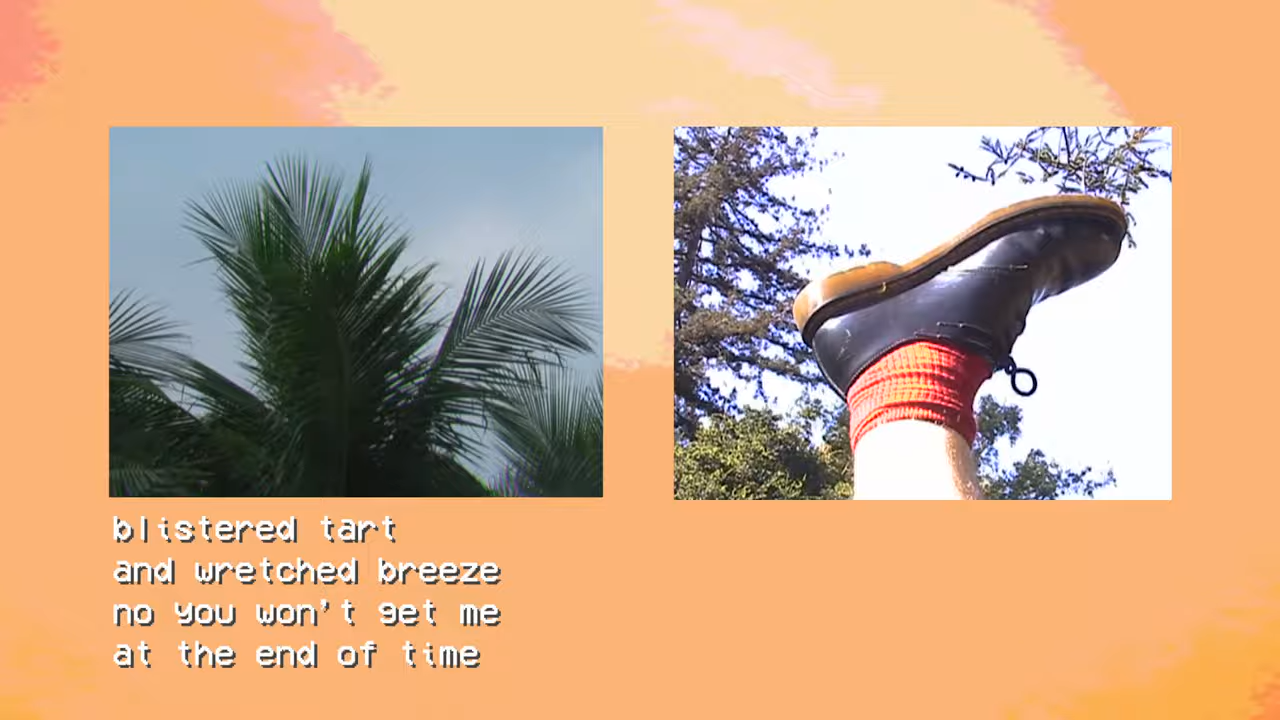 blistered tart
and wretched breeze
no you won't get me
at the end of time